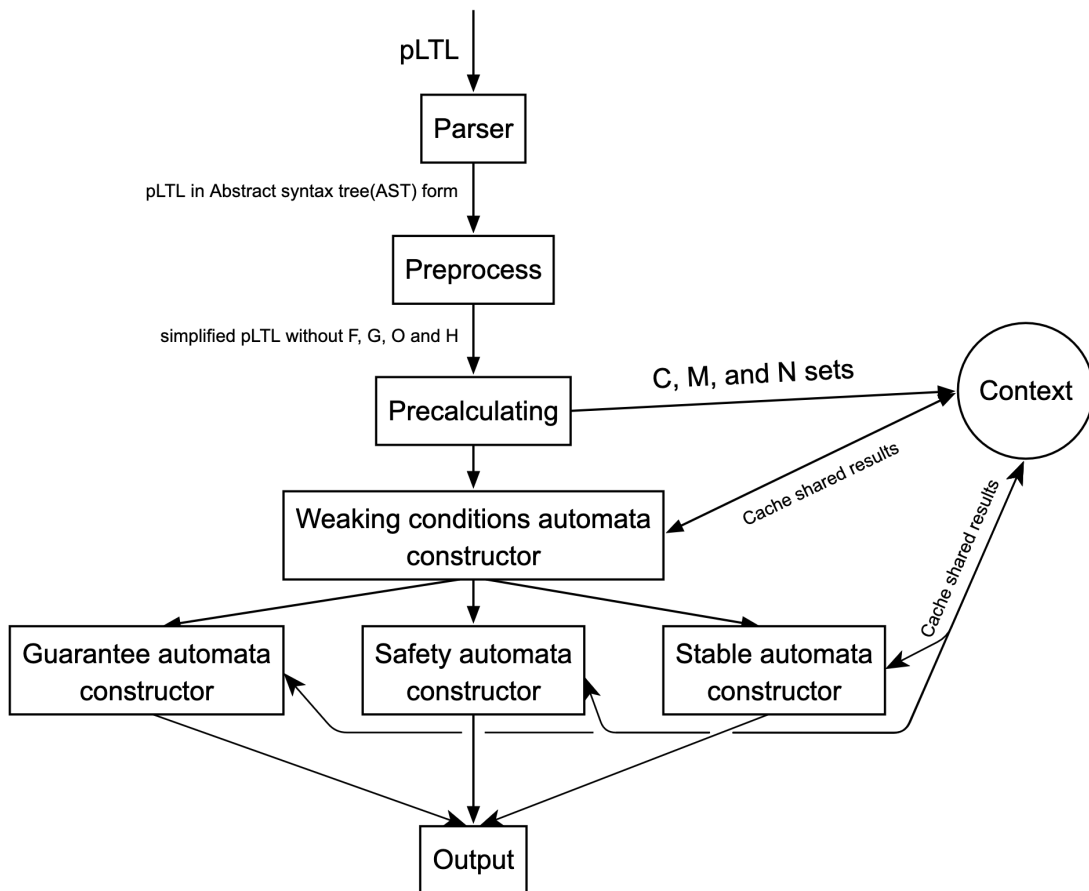 pLTL
Parser
pLTL in Abstract syntax tree(AST) form
Preprocess
simplified pLTL without F, G, O and H
C, M, and N sets
Context
Precalculating
Cache shared results
Weaking conditions automata
constructor
Cache shared results
Guarantee automata
constructor
Safety automata
constructor
Stable automata
constructor
Output